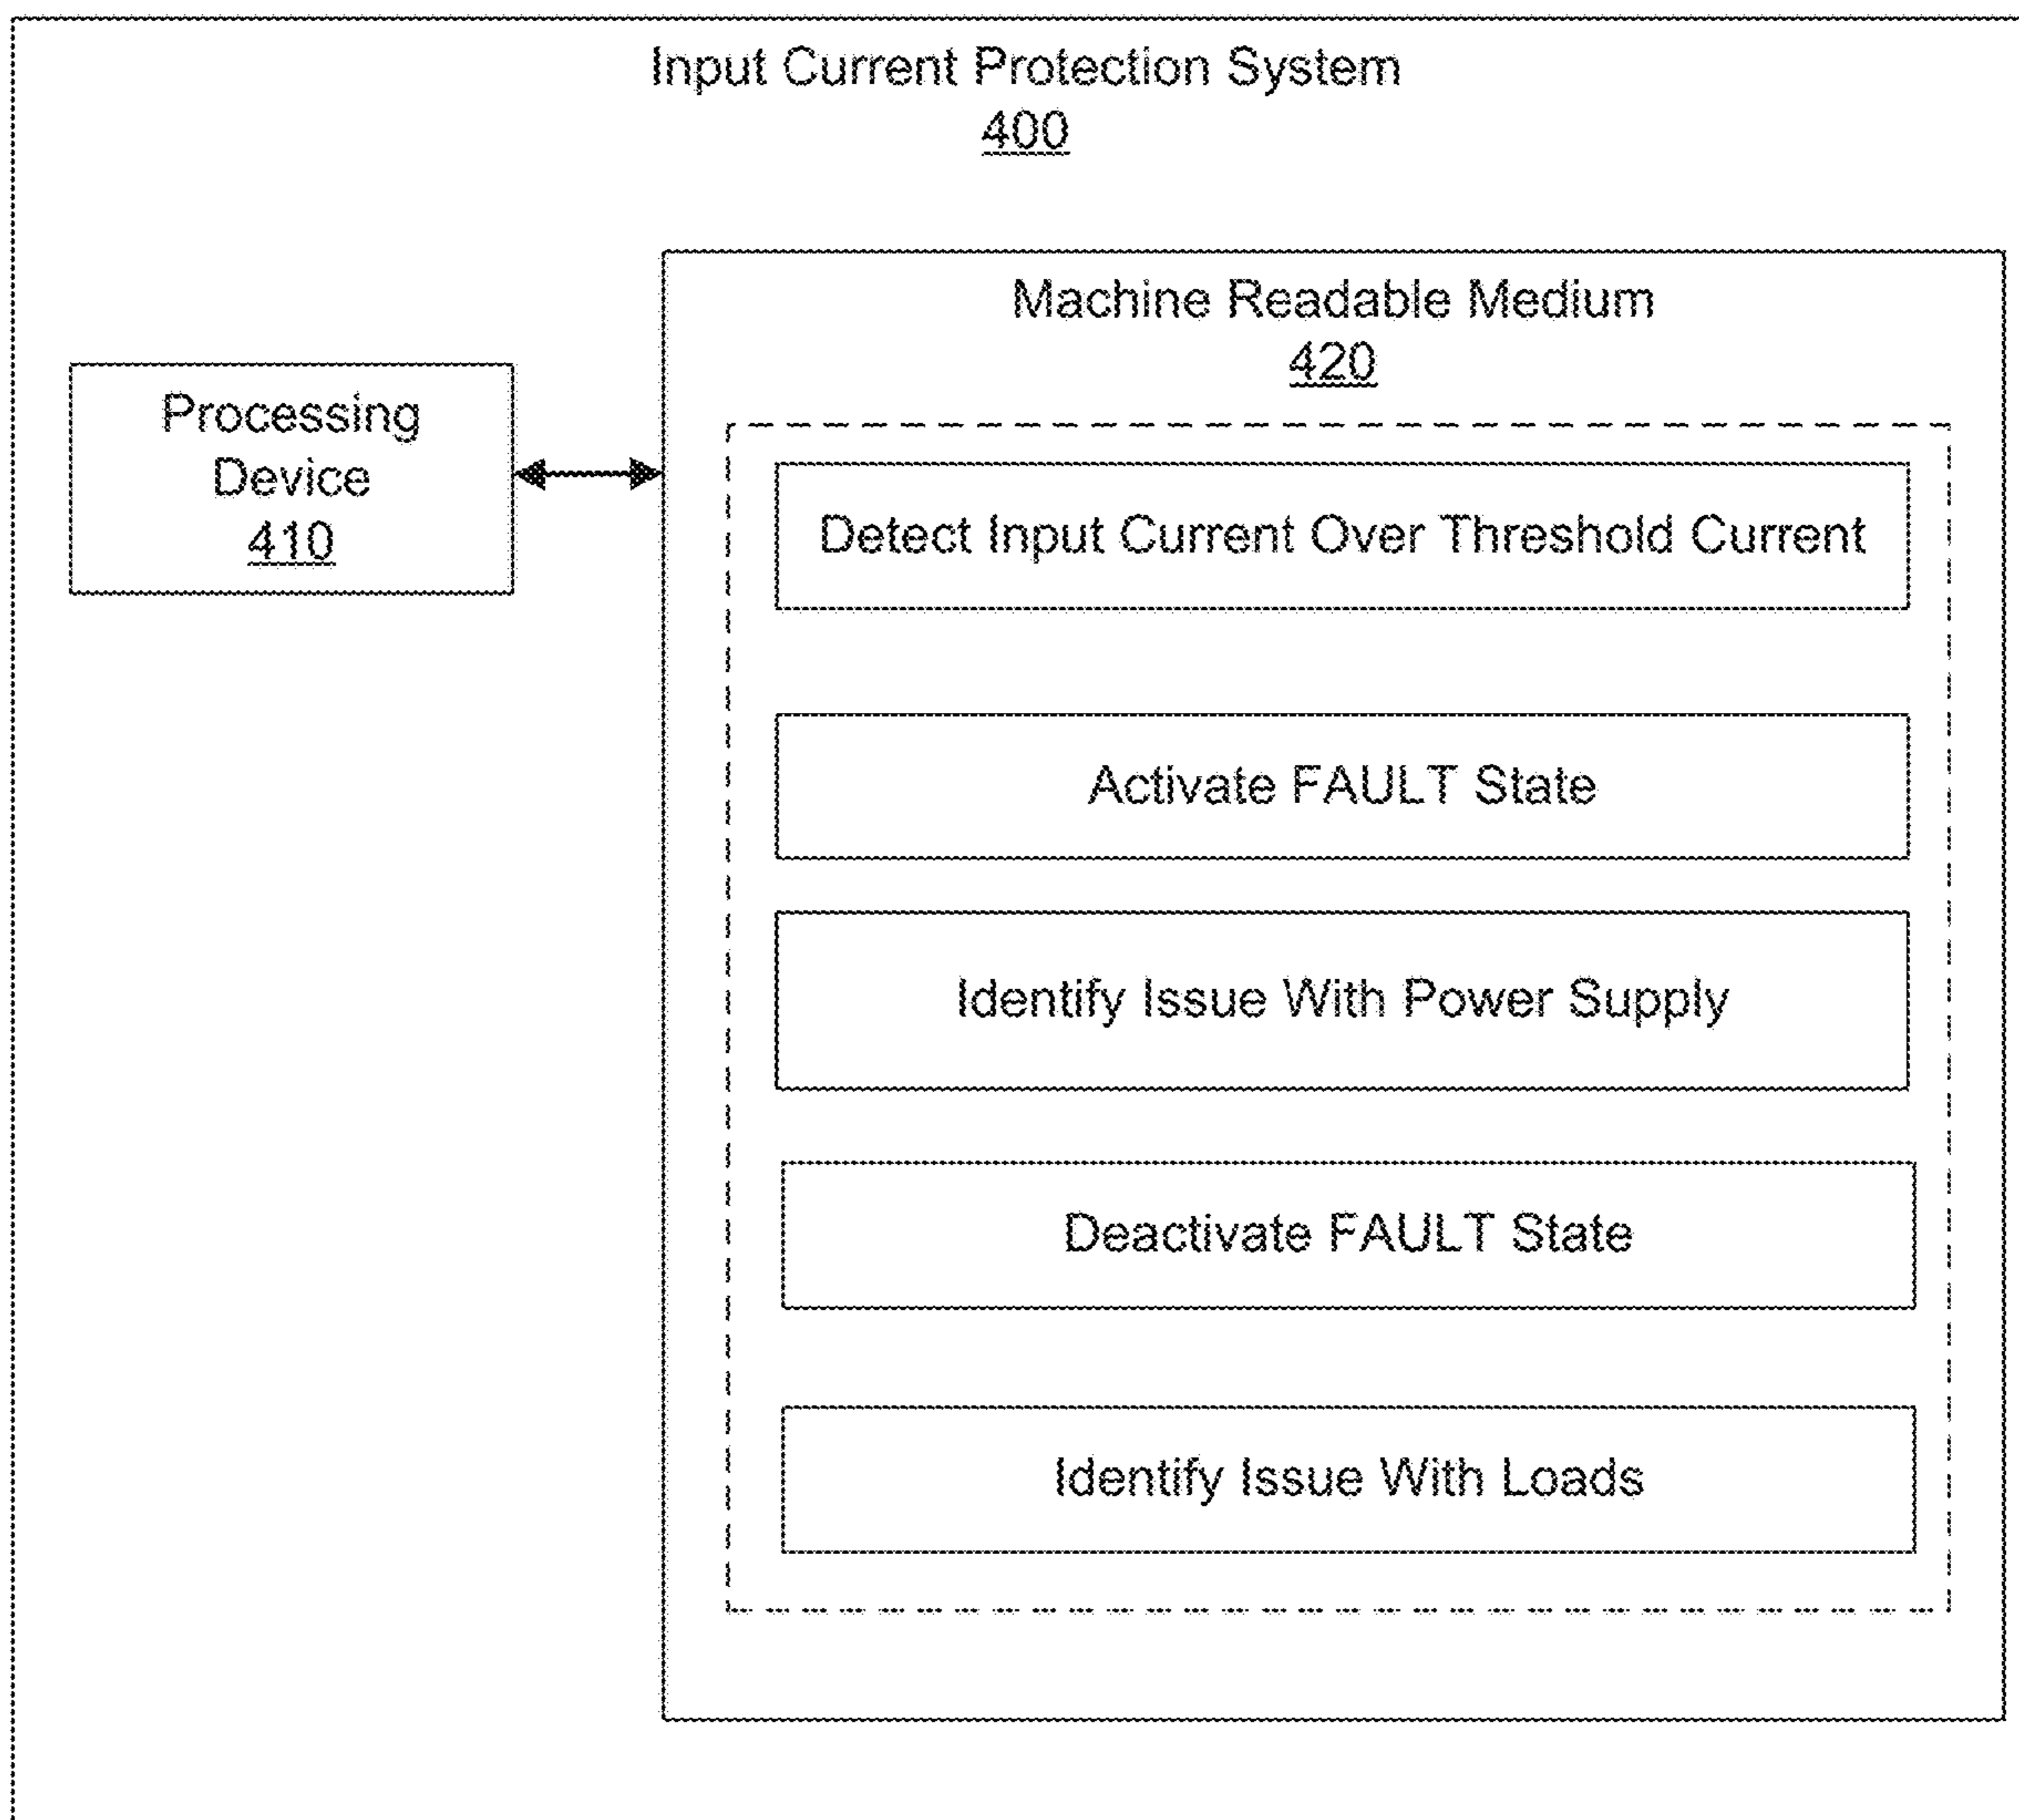 Input Current Protection System
400
Machine Readable Medium
420
Processing
Device
410
Detect Input Current Over Threshold Current
Activate FAULT State
Identify Issue With Power Supply
Deactivate FAULT State
Identify Issue With Loads